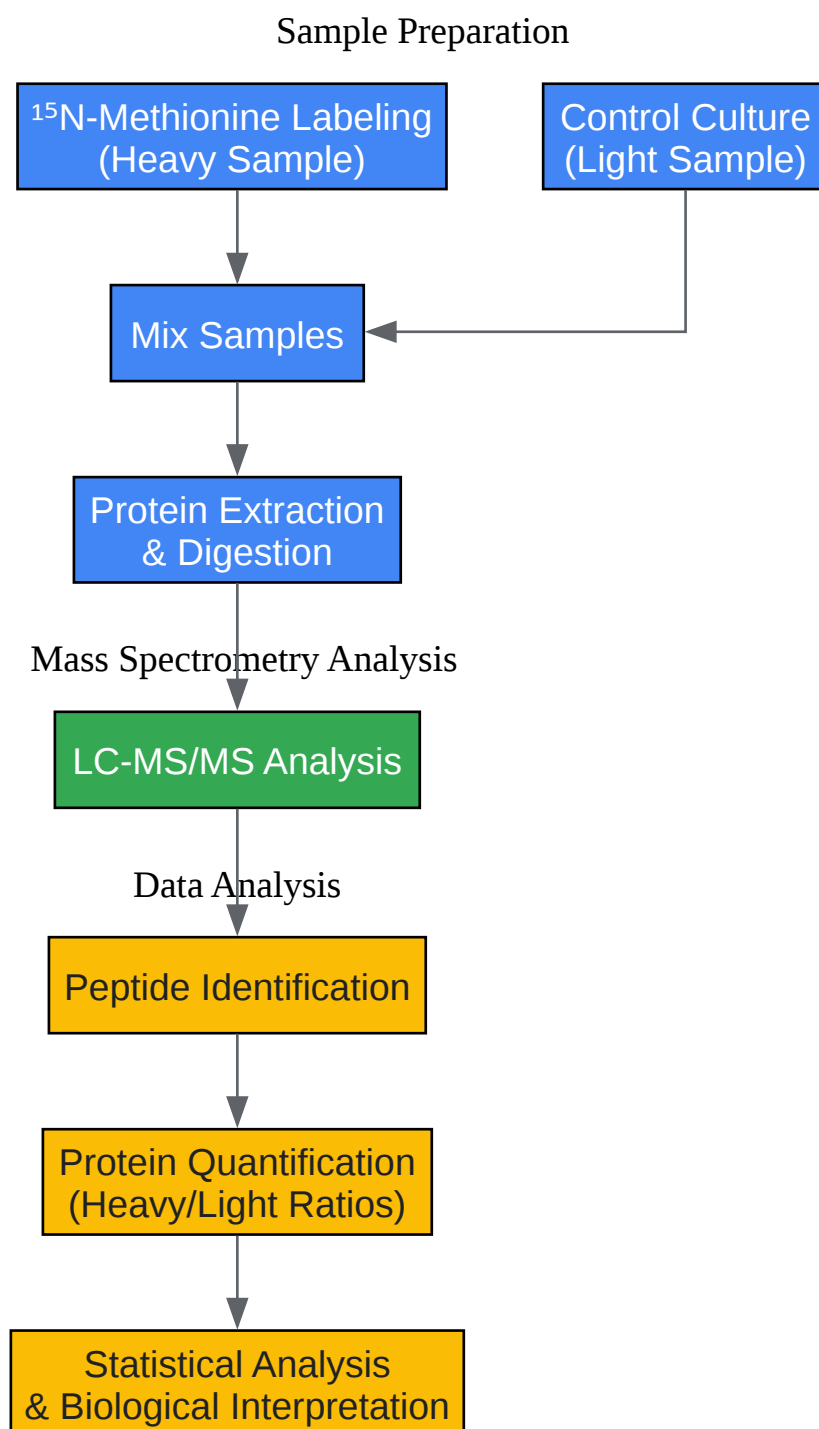 Sample Preparation
¹⁵N-Methionine Labeling
(Heavy Sample)
Control Culture
(Light Sample)
Mix Samples
Protein Extraction
& Digestion
Mass Spectrometry Analysis
LC-MS/MS Analysis
Data Analysis
Peptide Identification
Protein Quantification
(Heavy/Light Ratios)
Statistical Analysis
& Biological Interpretation